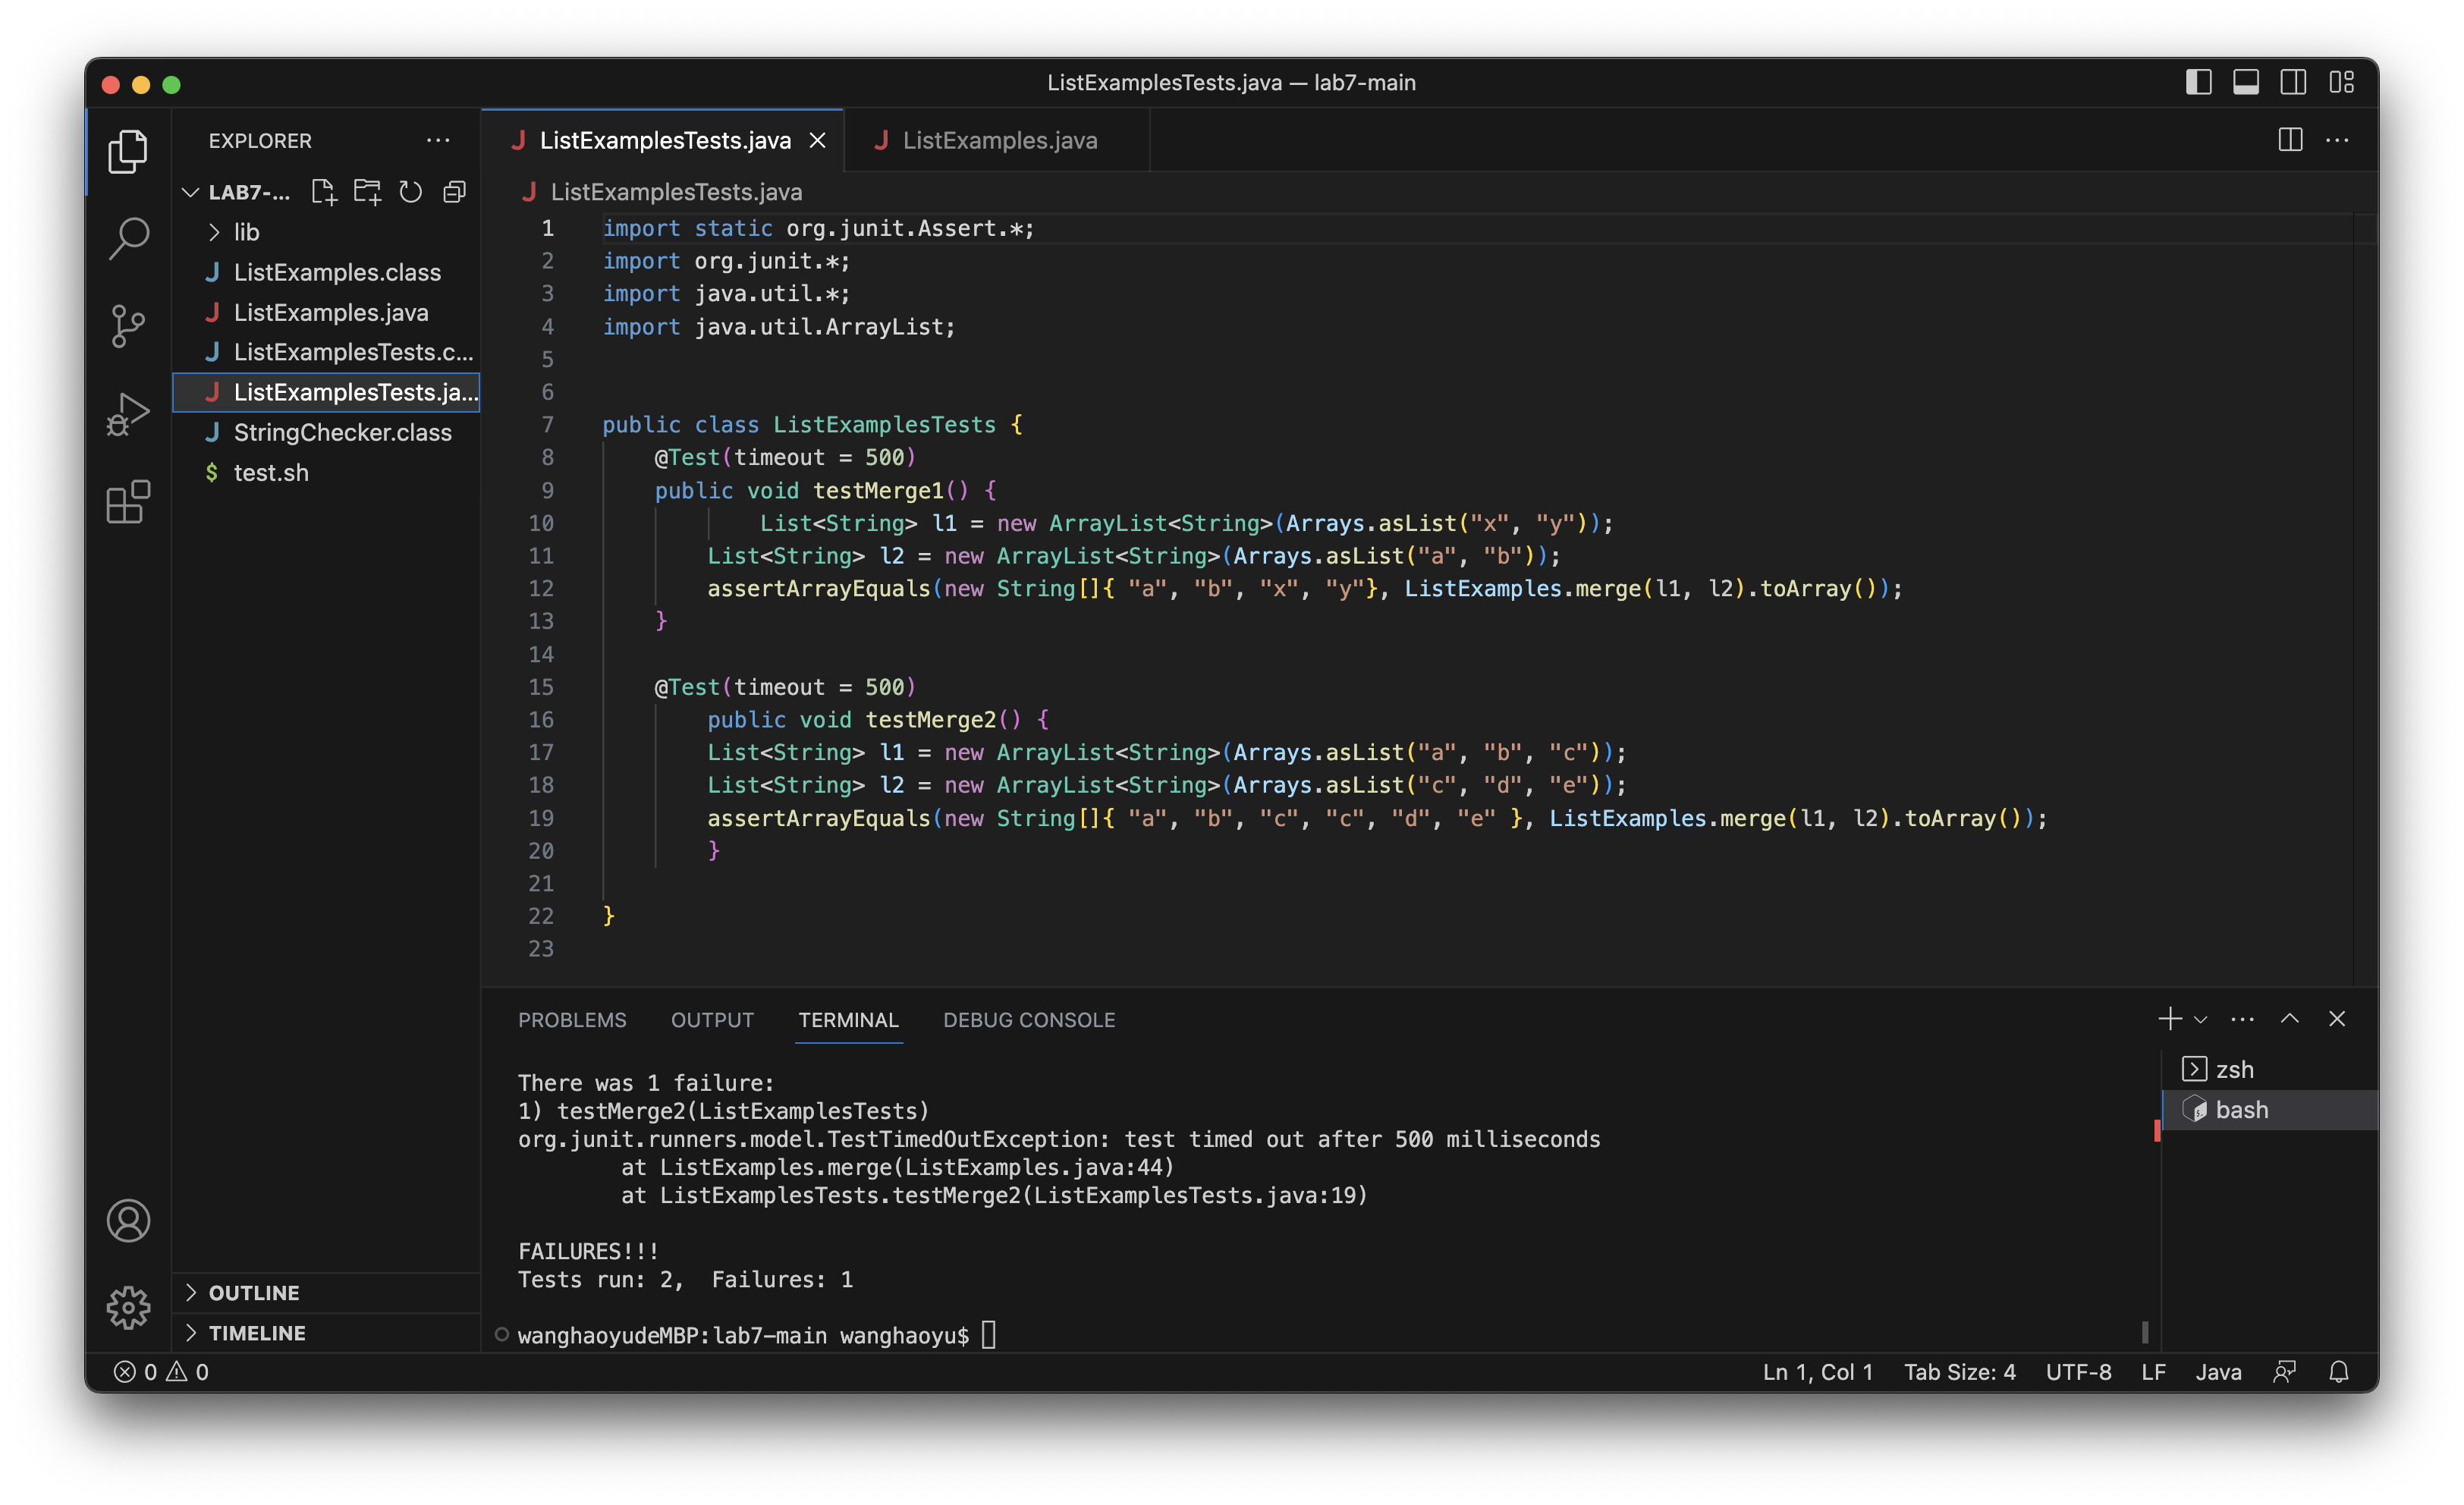 ListExamplesTests.java — lab7-main
EXPLORER
ListExamplesTests.java
ListExamples.java
LAB7-...
ListExamplesTests.java
lib
ListExamples.class
ListExamples.java
ListExamplesTests.c...
ListExamplesTests.ja...
StringChecker.class
$ test.sh
1 import static org.junit.Assert.*;
2 import org.junit.*;
3 import java.util.*;
4 import java.util.ArrayList;
5
6
7 public class ListExamplesTests {
8     @Test(timeout = 500)
9     public void testMerge1() {
10             List<String> l1 = new ArrayList<String>(Arrays.asList("x", "y"));
11         List<String> l2 = new ArrayList<String>(Arrays.asList("a", "b"));
12         assertArrayEquals(new String[]{ "a", "b", "x", "y"}, ListExamples.merge(l1, l2).toArray());
13     }
14
15     @Test(timeout = 500)
16         public void testMerge2() {
17         List<String> l1 = new ArrayList<String>(Arrays.asList("a", "b", "c"));
18         List<String> l2 = new ArrayList<String>(Arrays.asList("c", "d", "e"));
19         assertArrayEquals(new String[]{ "a", "b", "c", "c", "d", "e" }, ListExamples.merge(l1, l2).toArray());
20         }
21
22 }
23
PROBLEMS OUTPUT TERMINAL DEBUG CONSOLE
There was 1 failure:
1) testMerge2(ListExamplesTests)
org.junit.runners.model.TestTimedOutException: test timed out after 500 milliseconds
        at ListExamples.merge(ListExamples.java:44)
        at ListExamplesTests.testMerge2(ListExamplesTests.java:19)
FAILURES!!!
Tests run: 2,  Failures: 1
wanghaoyudeMBP:lab7-main wanghaoyu$
zsh
bash
OUTLINE
TIMELINE
0 0
Ln 1, Col 1 Tab Size: 4 UTF-8 LF Java